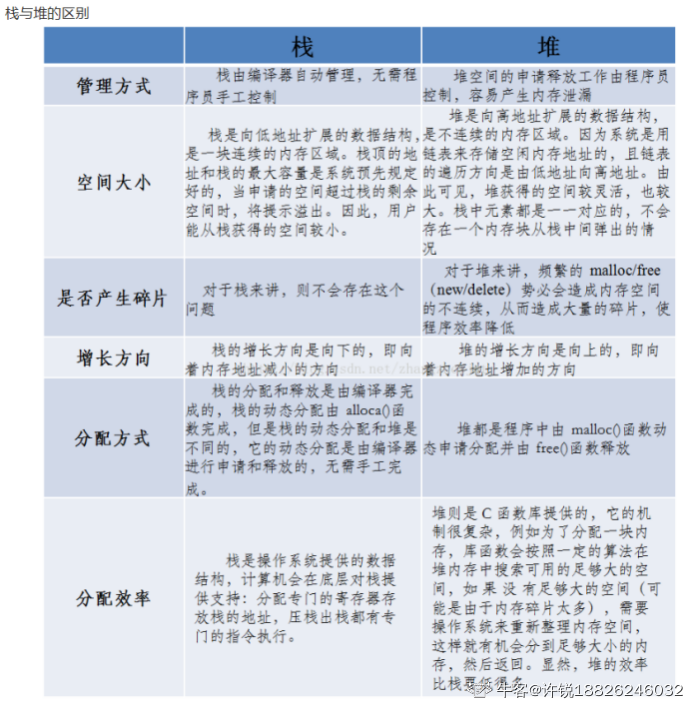 栈与堆的区别
栈
堆
管理方式
栈由编译器自动管理，无需程
序员手工控制
堆空间的申请释放工作由程序员
控制，容易产生内存泄漏
空间大小
栈是向低地址扩展的数据结构，
是一块连续的内存区域。栈顶的地
址和栈的最大容量是系统预先规定
好的，当申请的空间超过栈的剩余
空间时，将提示溢出。因此，用户
能从栈获得的空间较小。
堆是向高地址扩展的数据结构，
是不连续的内存区域。因为系统是用
链表来存储空闲内存地址的，且链表
的遍历方向是由低地址向高地址。由
此可见，堆获得的空间较灵活，也较
大。栈中元素都是一一对应的，不会
存在一个内存块从栈中间弹出的情
况
是否产生碎片
对于栈来讲，则不会存在这个
问题
对于堆来讲，频繁的 malloc/free
（new/delete）势必会造成内存空间
的不连续，从而造成大量的碎片，使
程序效率降低
增长方向
栈的增长方向是向下的，即向
着内存地址减小的方向
堆的增长方向是向上的，即向
着内存地址增加的方向
分配方式
栈的分配和释放是由编译器完
成的，栈的动态分配由 alloca()函
数完成，但是栈的动态分配和堆是
不同的，它的动态分配是由编译器
进行申请和释放的，无需手工完
成。
堆都是程序中由 malloc()函数动
态申请分配并由 free()函数释放
分配效率
栈是操作系统提供的数据
结构，计算机会在底层对栈提
供支持：分配专门的寄存器存
放栈的地址，压栈出栈都有专
门的指令执行。
堆则是 C 函数库提供的，它的机
制很复杂，例如为了分配一块内
存，库函数会按照一定的算法在
堆内存中搜索可用的足够大的空
间，如果没有足够大的空间（可
能是由于内存碎片太多），需要
操作系统来重新整理内存空间，
这样就有机会分到足够大小的内
存，然后返回。显然，堆的效率
比栈要低很多
牛客@许锐18826246032